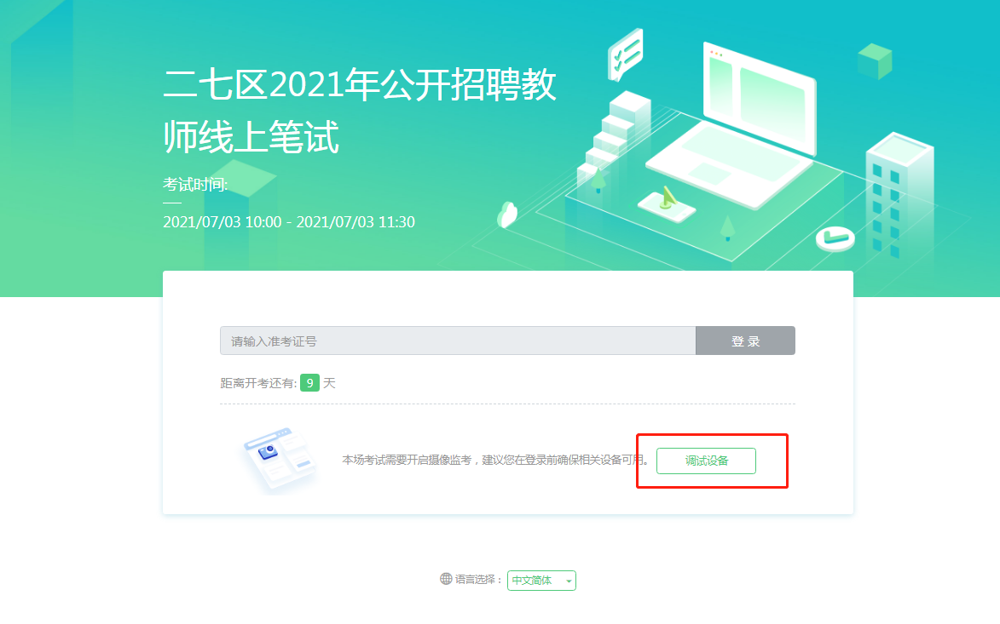 二七区2021年公开招聘教
师线上笔试
考试时间:
2021/07/03 10:00 - 2021/07/03 11:30
请输入准考证号
登 录
距离开考还有: 9 天
本场考试需要开启摄像监考，建议您在登录前确保相关设备可用。
调试设备
语言选择：
中文简体